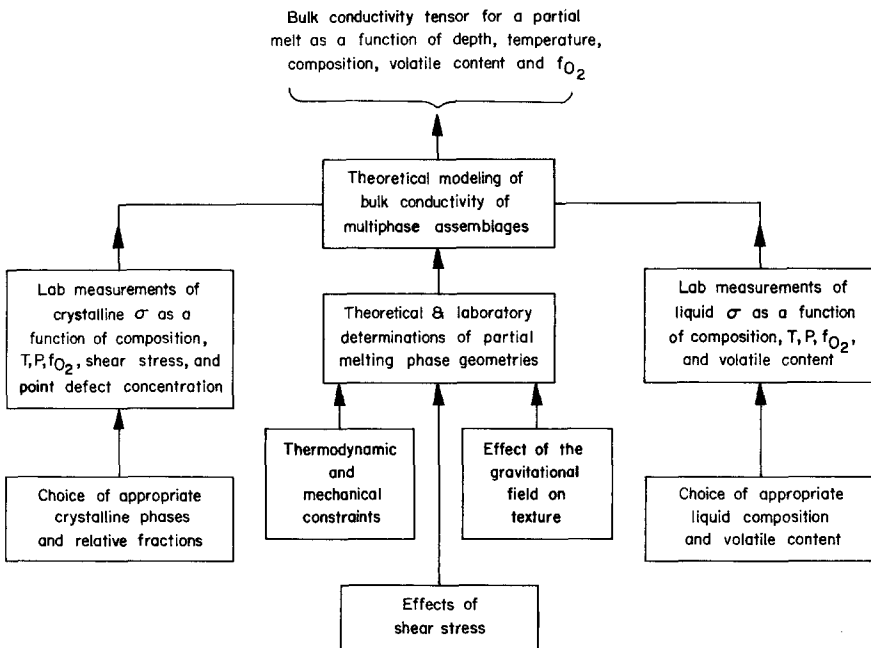 Bulk conductivity tensor for a partial
melt as a function of depth, temperature,
composition, volatile content and fO2
Theoretical modeling of
bulk conductivity of
multiphase assemblages
Lab measurements of
crystalline σ as a
function of composition,
T,P,fO2, shear stress, and
point defect concentration
Theoretical & laboratory
determinations of partial
melting phase geometries
Lab measurements of
liquid σ as a function
of composition, T, P, fO2,
and volatile content
Choice of appropriate
crystalline phases
and relative fractions
Thermodynamic
and
mechanical
constraints
Effect of the
gravitational
field on
texture
Choice of appropriate
liquid composition
and volatile content
Effects of
shear stress